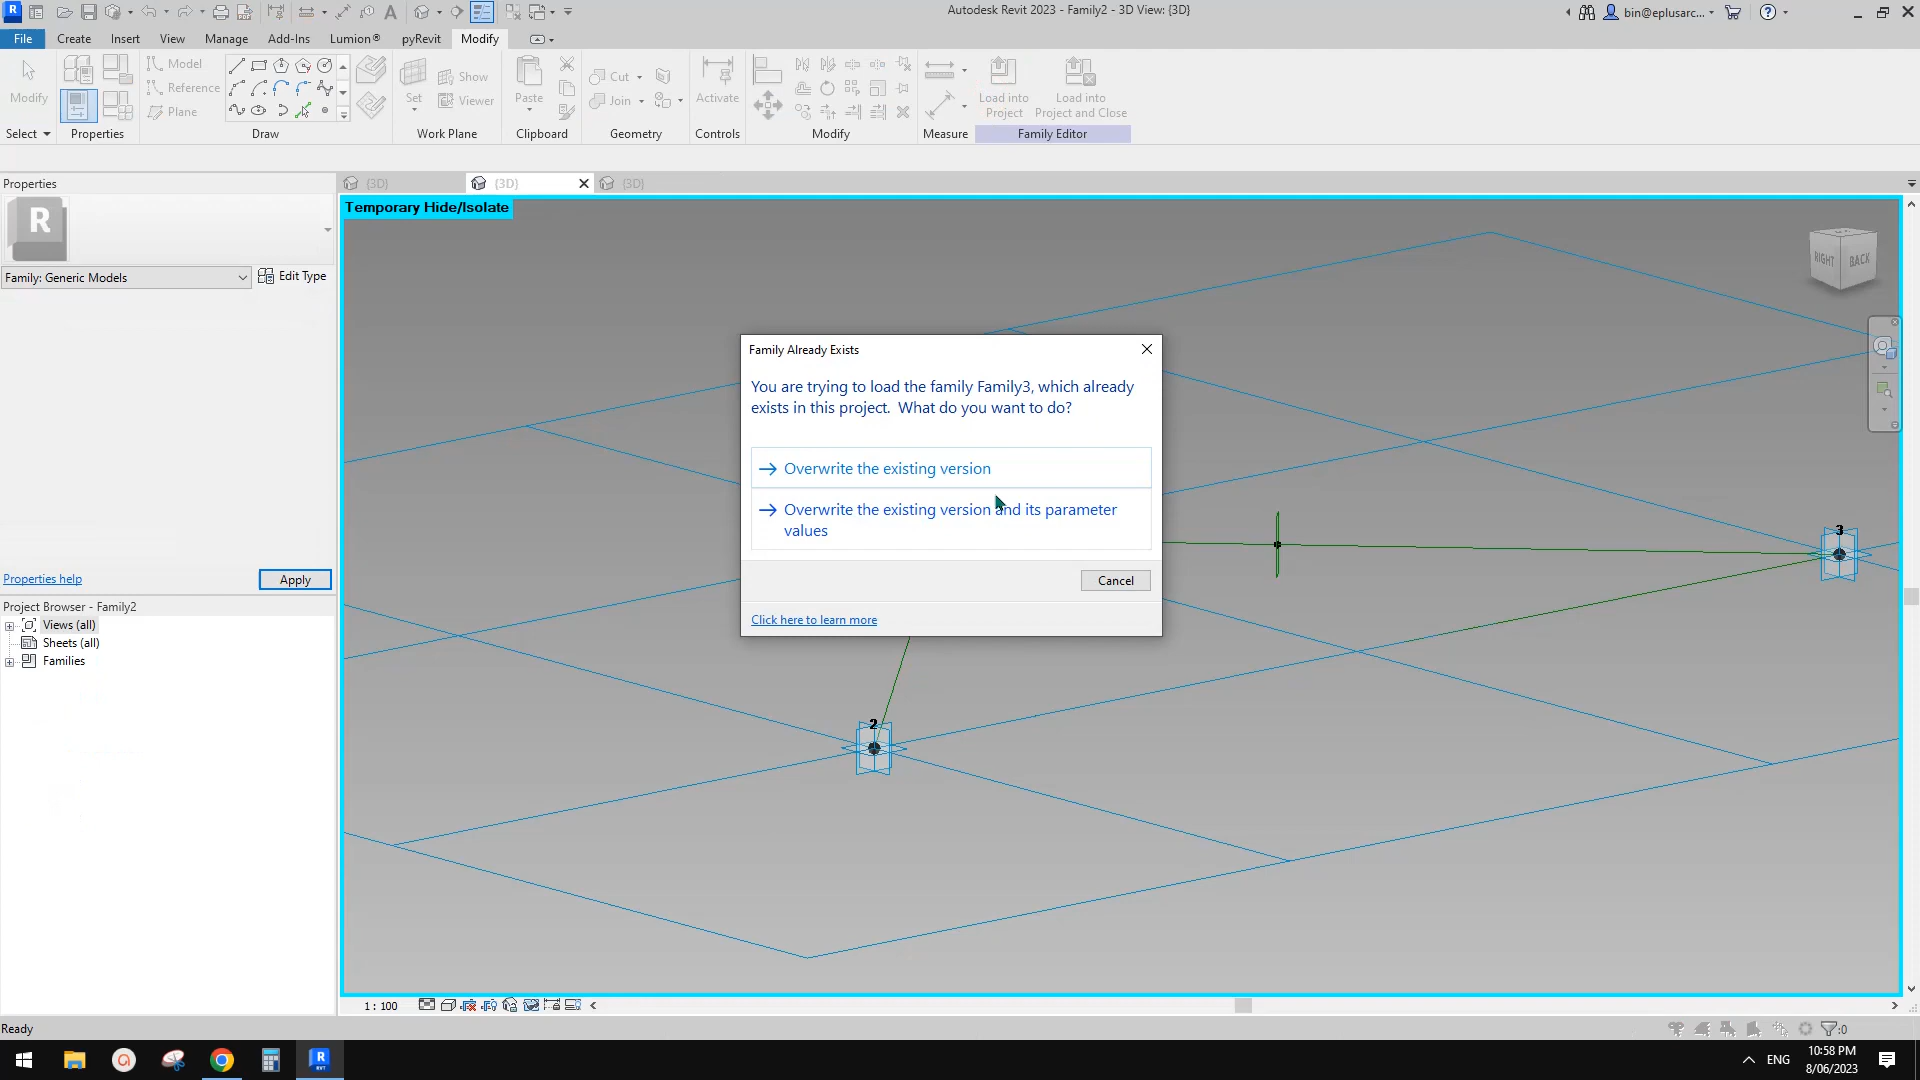 Autodesk Revit 2023 - Family2 - 3D View: {3D}
bin@eplusarc...
File
Create
Insert
View
Manage
Add-Ins
Lumion®
pyRevit
Modify
Modify
Model
Reference
Plane
Set
Show
Viewer
Paste
Cut
Join
Activate
Load into
Project
Load into
Project and Close
Select
Properties
Draw
Work Plane
Clipboard
Geometry
Controls
Modify
Measure
Family Editor
Properties
{3D}
{3D}
{3D}
R
Temporary Hide/Isolate
RIGHT
BACK
Family: Generic Models
Edit Type
Family Already Exists
You are trying to load the family Family3, which already
exists in this project. What do you want to do?
Overwrite the existing version
Overwrite the existing version and its parameter
values
Cancel
Click here to learn more
3
2
Properties help
Apply
Project Browser - Family2
Views (all)
Sheets (all)
Families
1 : 100
Ready
:0
ENG
10:58 PM
8/06/2023